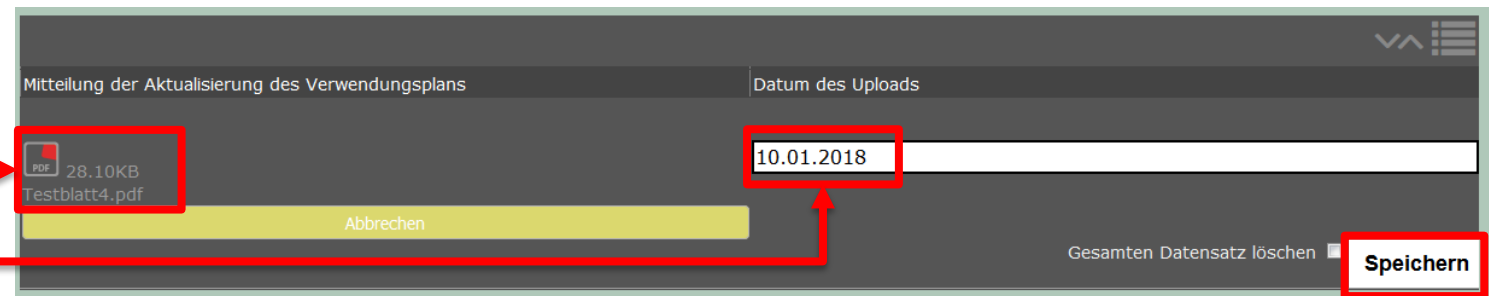 Mitteilung der Aktualisierung des Verwendungsplans
Datum des Uploads
PDF 28.10KB
Testblatt4.pdf
10.01.2018
Abbrechen
Gesamten Datensatz löschen
Speichern